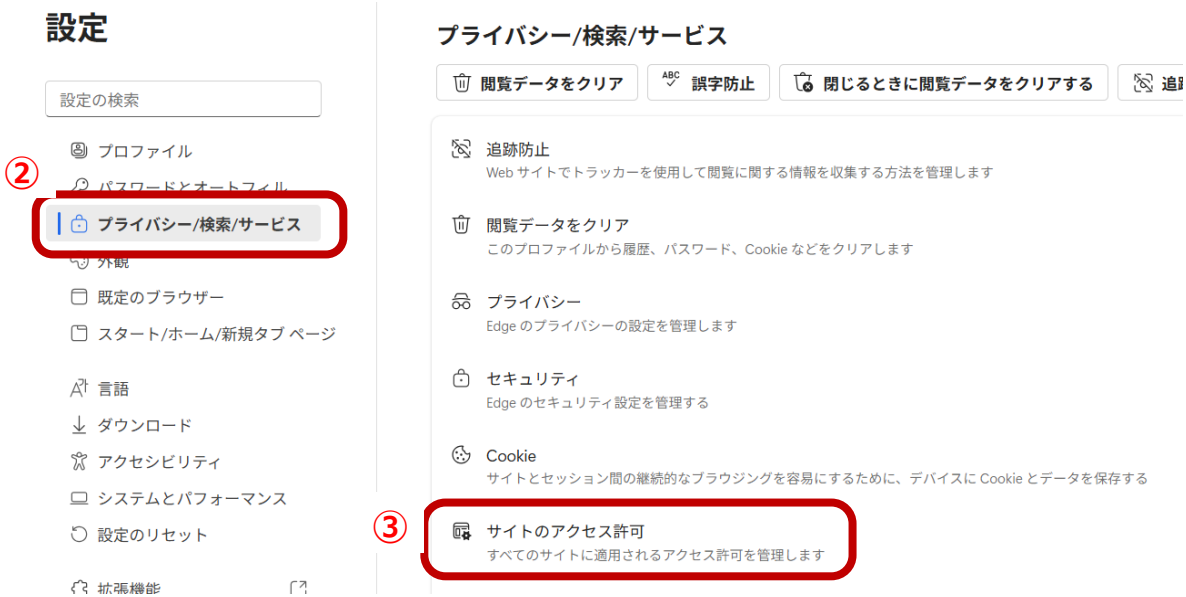 設定
設定の検索
プロファイル
②
パスワードとオートフィル
プライバシー/検索/サービス
外観
既定のブラウザー
スタート/ホーム/新規タブ ページ
言語
ダウンロード
アクセシビリティ
システムとパフォーマンス
設定のリセット
拡張機能
プライバシー/検索/サービス
閲覧データをクリア
ABC 誤字防止
閉じるときに閲覧データをクリアする
追跡防止
Web サイトでトラッカーを使用して閲覧に関する情報を収集する方法を管理します
閲覧データをクリア
このプロファイルから履歴、パスワード、Cookie などをクリアします
プライバシー
Edge のプライバシーの設定を管理します
セキュリティ
Edge のセキュリティ設定を管理する
Cookie
サイトとセッション間の継続的なブラウジングを容易にするために、デバイスに Cookie とデータを保存する
③
サイトのアクセス許可
すべてのサイトに適用されるアクセス許可を管理します